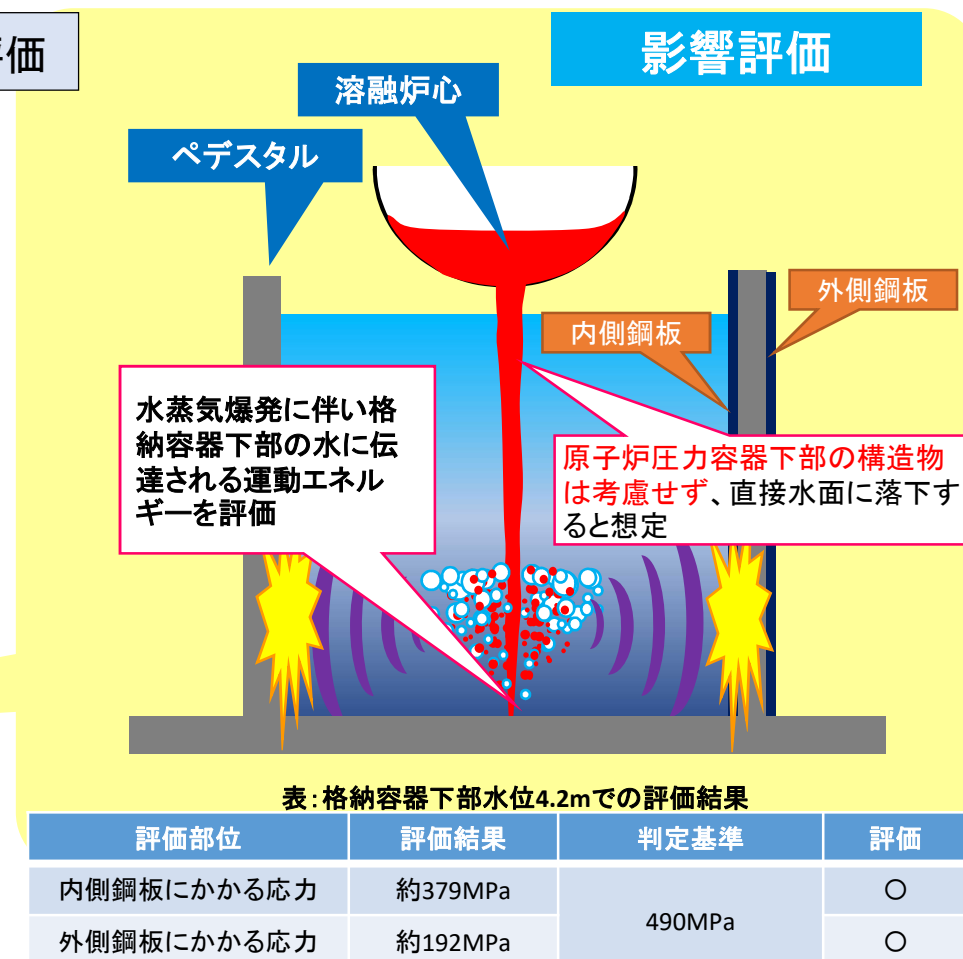 価
影響評価
溶融炉心
ペデスタル
外側鋼板
内側鋼板
水蒸気爆発に伴い格
納容器下部の水に伝
達される運動エネル
ギーを評価
原子炉圧力容器下部の構造物
は考慮せず、直接水面に落下す
ると想定
表:格納容器下部水位4.2mでの評価結果
評価部位 評価結果 判定基準 評価
内側鋼板にかかる応力 約379MPa 490MPa ○
外側鋼板にかかる応力 約192MPa ○